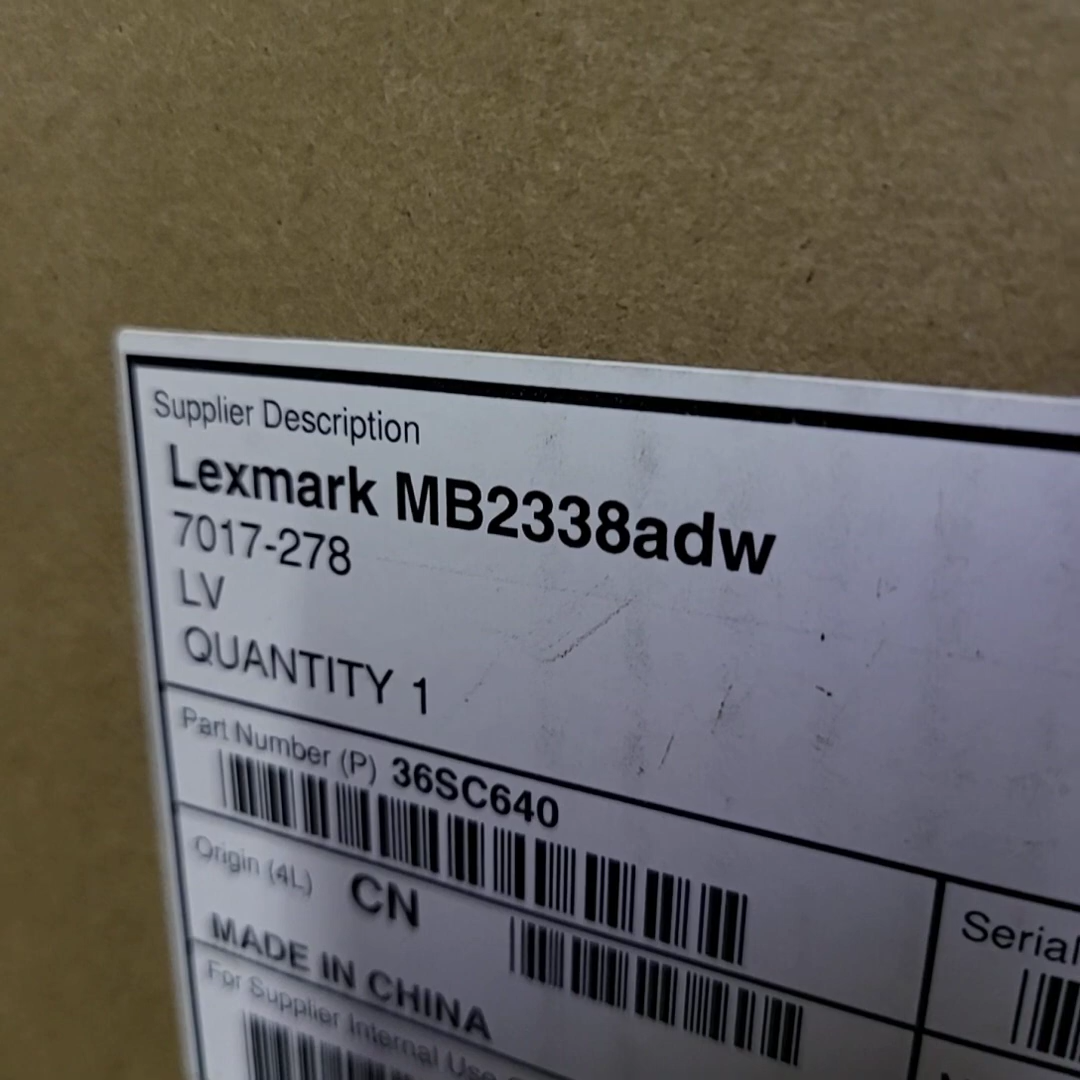 Supplier Description
Lexmark MB2338adw
7017-278
LV
QUANTITY 1
Part Number (P) 36SC640
Origin (4L) CN
MADE IN CHINA
Serial
For Supplier Internal Use